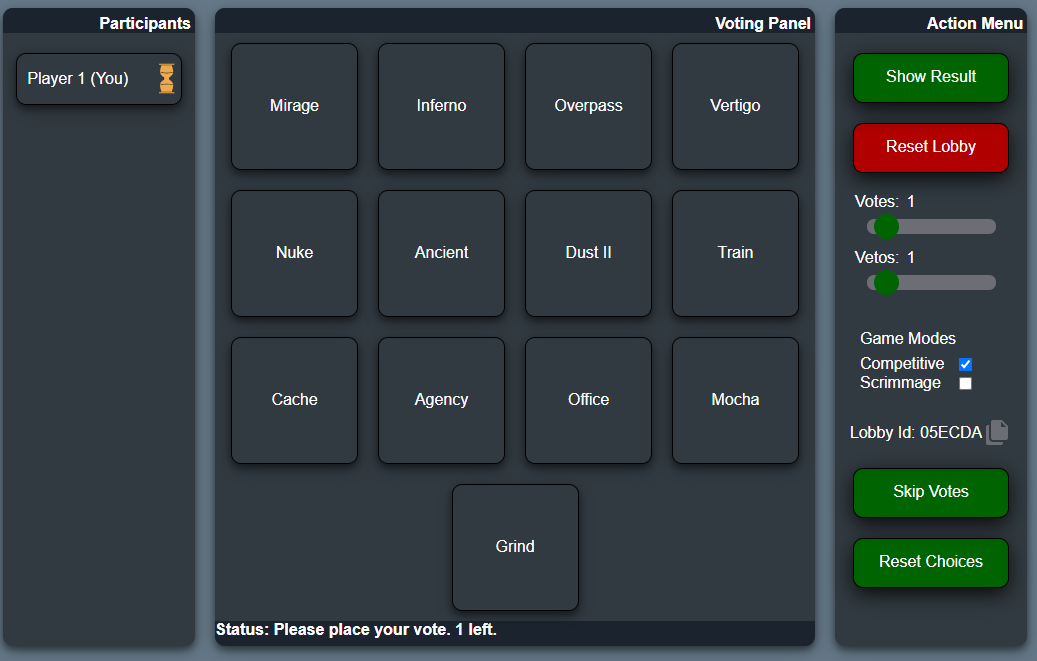 Participants
Player 1 (You)
Voting Panel
Mirage
Inferno
Overpass
Vertigo
Nuke
Ancient
Dust II
Train
Cache
Agency
Office
Mocha
Grind
Status: Please place your vote. 1 left.
Action Menu
Show Result
Reset Lobby
Votes: 1
Vetos: 1
Game Modes
Competitive
Scrimmage
Lobby Id: 05ECDA
Skip Votes
Reset Choices